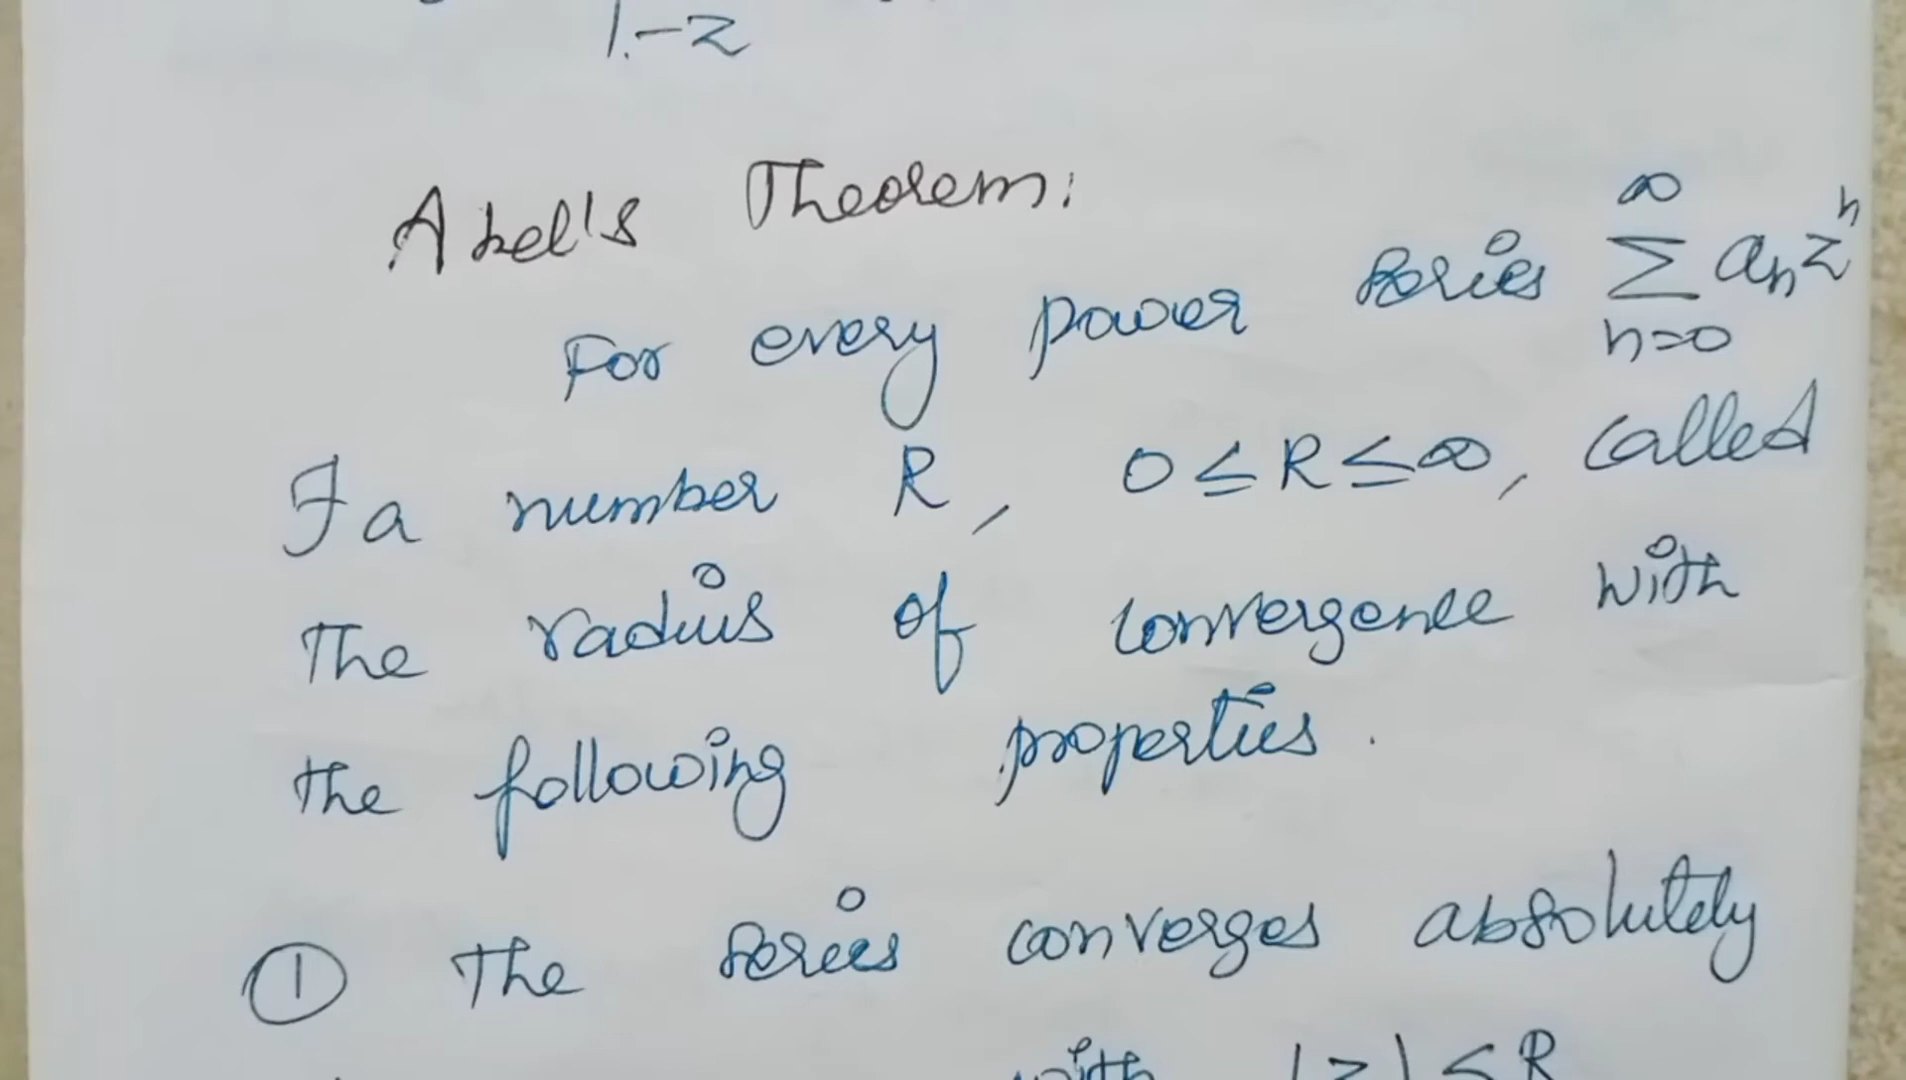 1-z
Abel's Theorem:
For every power series ∑_{n=0}^{∞} a_n z^n
∃ a number R, 0 ≤ R ≤ ∞, called
The radius of convergence with
the following properties.
① The series converges absolutely
with |z| < R